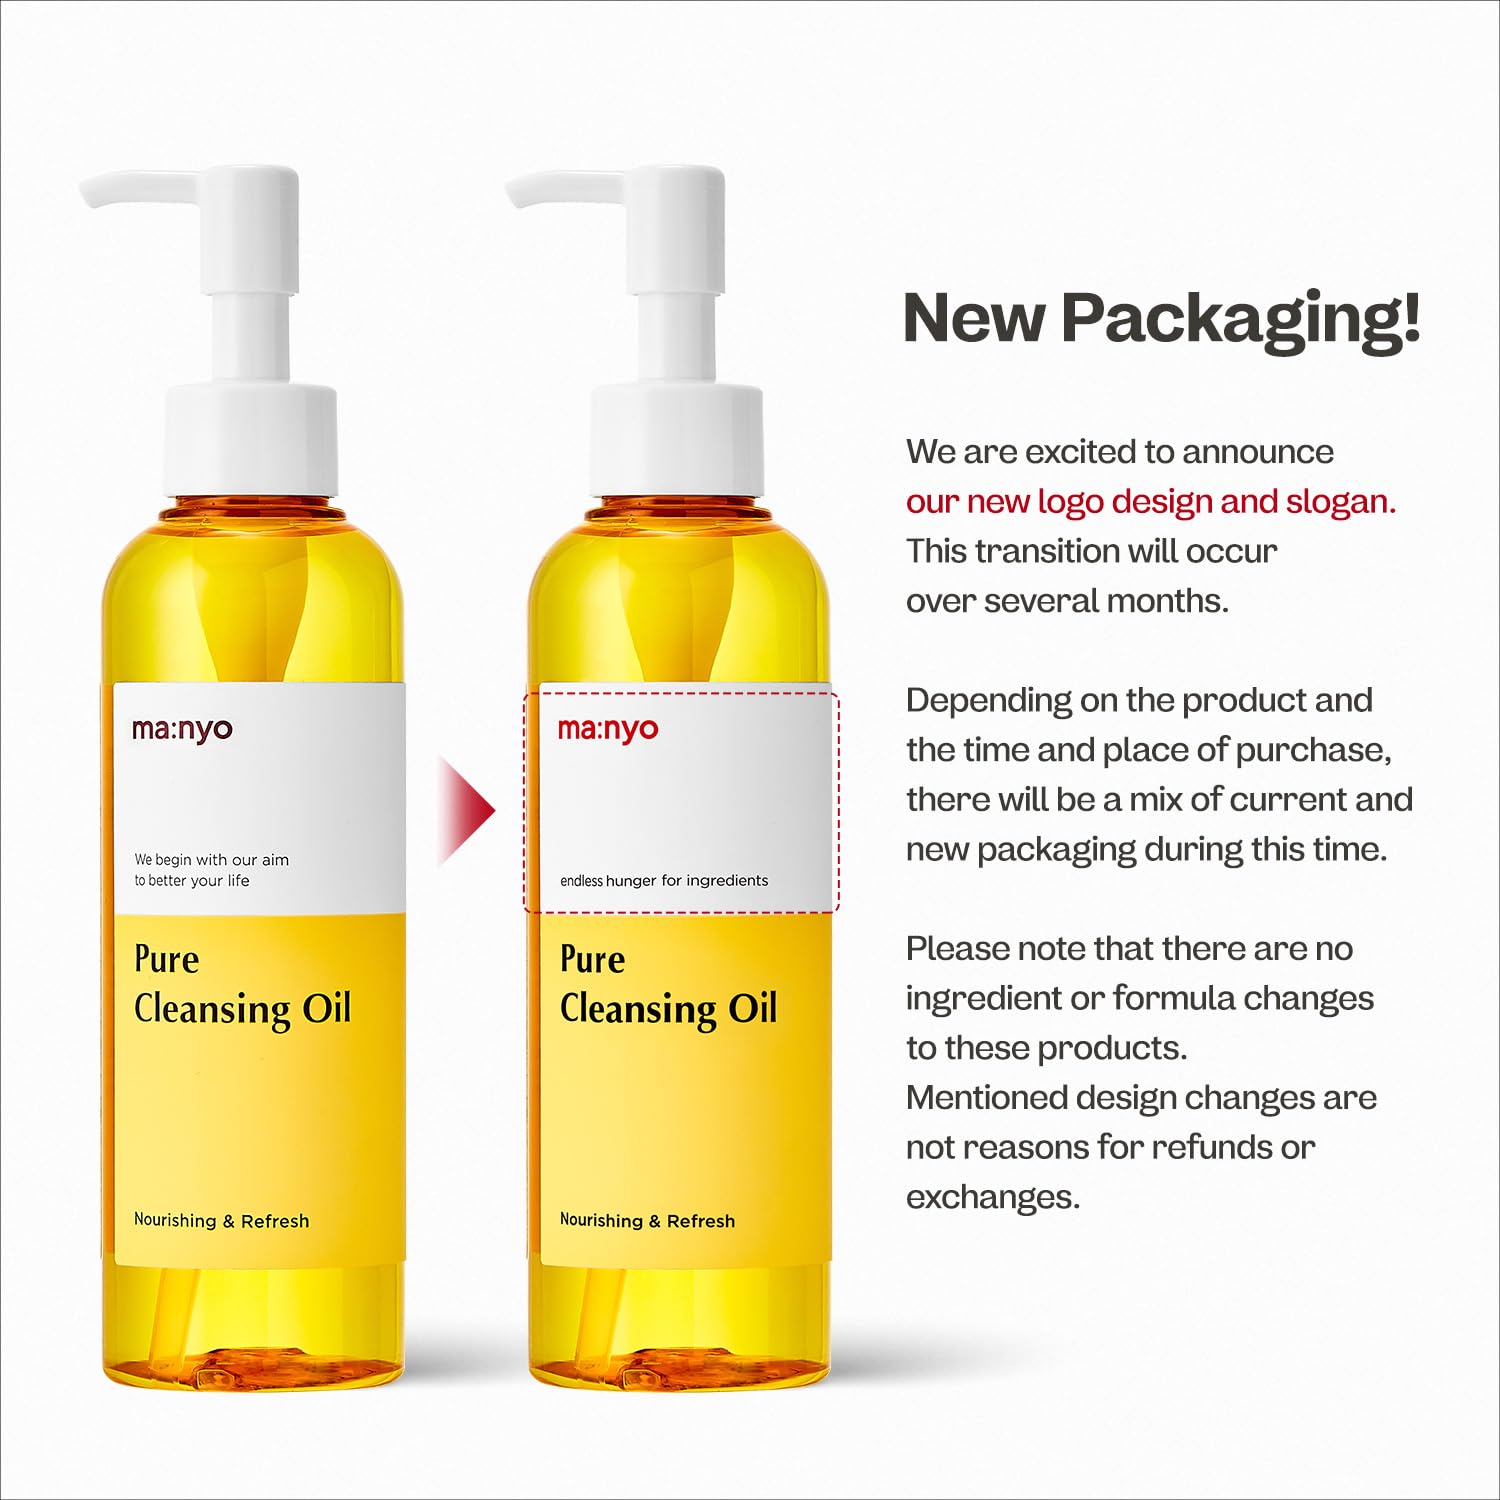 ma:nyo
We begin with our aim
to better your life
Pure
Cleansing Oil
Nourishing & Refresh
ma:nyo
endless hunger for ingredients
Pure
Cleansing Oil
Nourishing & Refresh
New Packaging!
We are excited to announce
our new logo design and slogan.
This transition will occur
over several months.
Depending on the product and
the time and place of purchase,
there will be a mix of current and
new packaging during this time.
Please note that there are no
ingredient or formula changes
to these products.
Mentioned design changes are
not reasons for refunds or
exchanges.